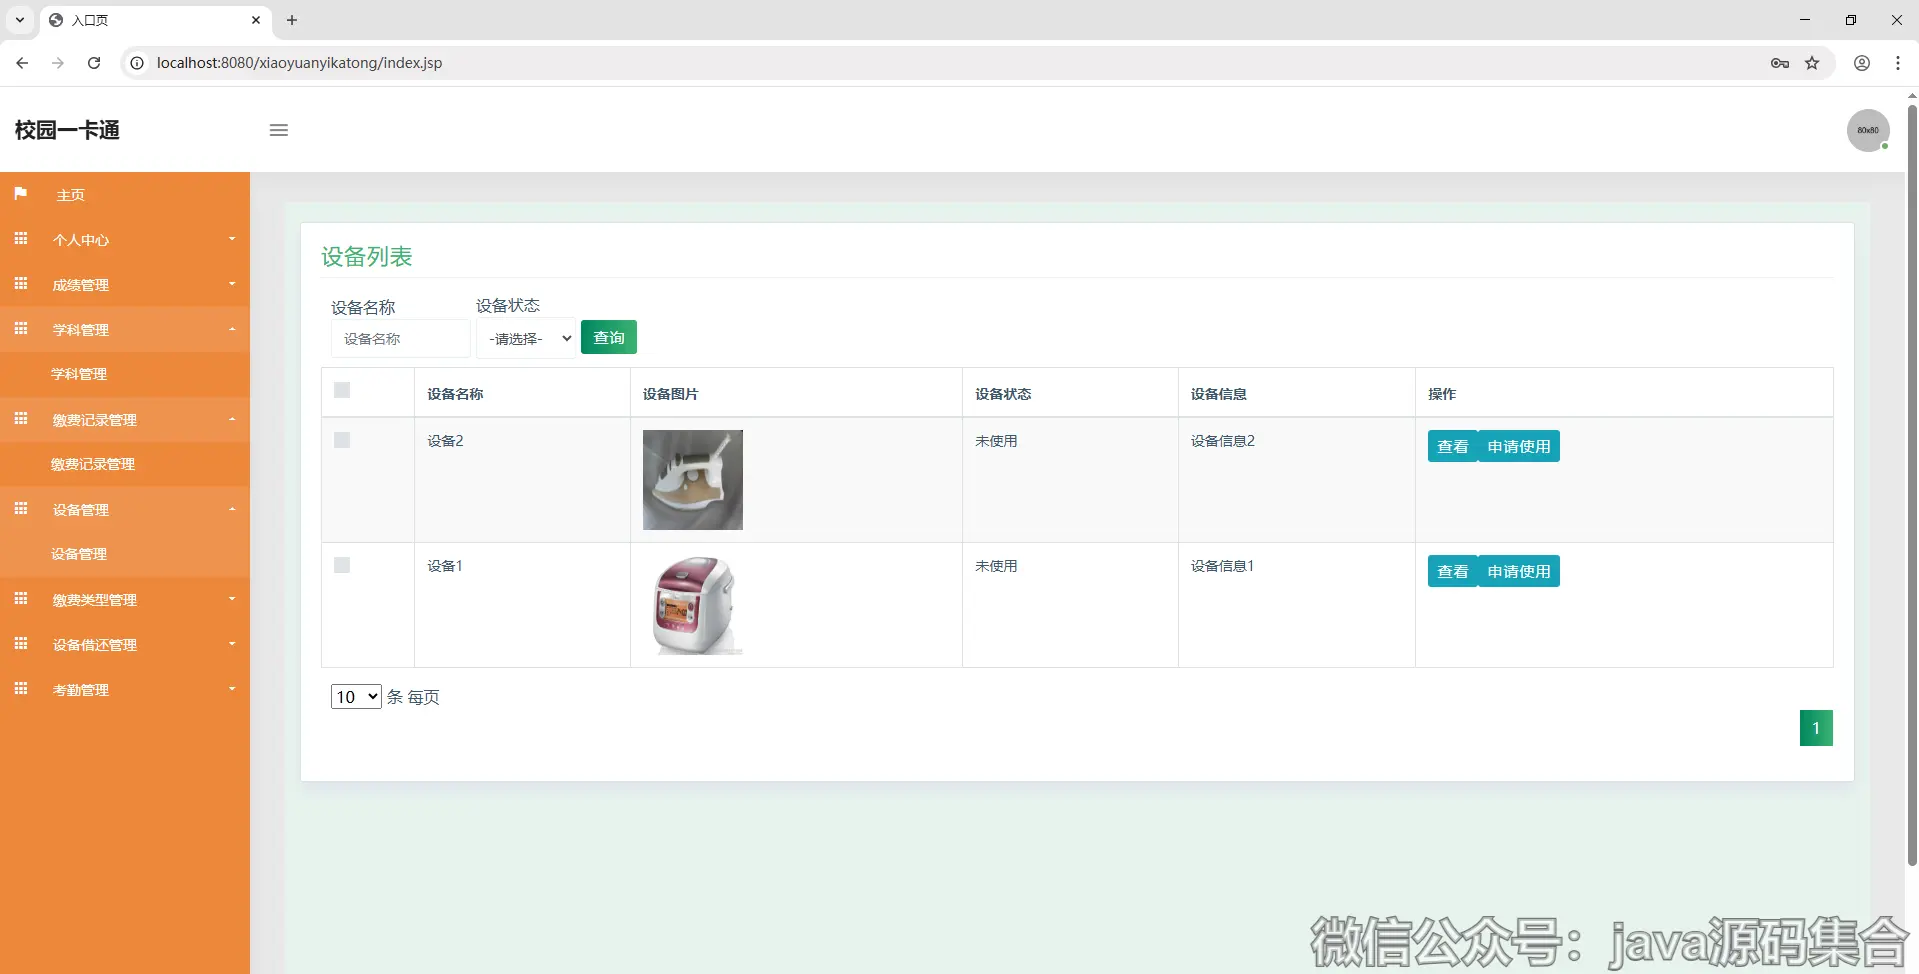 入口页
localhost:8080/xiaoyuanyikatong/index.jsp
校园一卡通
80x80
主页
个人中心
成绩管理
学科管理
学科管理
缴费记录管理
缴费记录管理
设备管理
设备管理
缴费类型管理
设备借还管理
考勤管理
设备列表
设备名称 设备状态
设备名称 -请选择- 查询
设备名称 设备图片 设备状态 设备信息 操作
设备2 未使用 设备信息2 查看 申请使用
设备1 未使用 设备信息1 查看 申请使用
10 条 每页
1
微信公众号：java源码集合